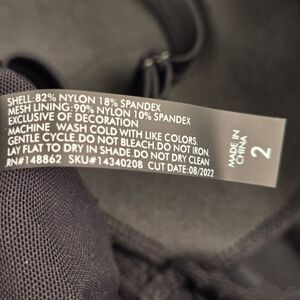 SHELL:82% NYLON 18% SPANDEX
MESH LINING:90% NYLON 10% SPANDEX
EXCLUSIVE OF DECORATION
MACHINE WASH COLD WITH LIKE COLORS
GENTLE CYCLE DO NOT BLEACH.DO NOT IRON
LAY FLAT TO DRY IN SHADE.DO NOT DRY CLEAN
RN#148862 SKU#1434020B CUT DATE:08/2022
MADE IN
CHINA
2